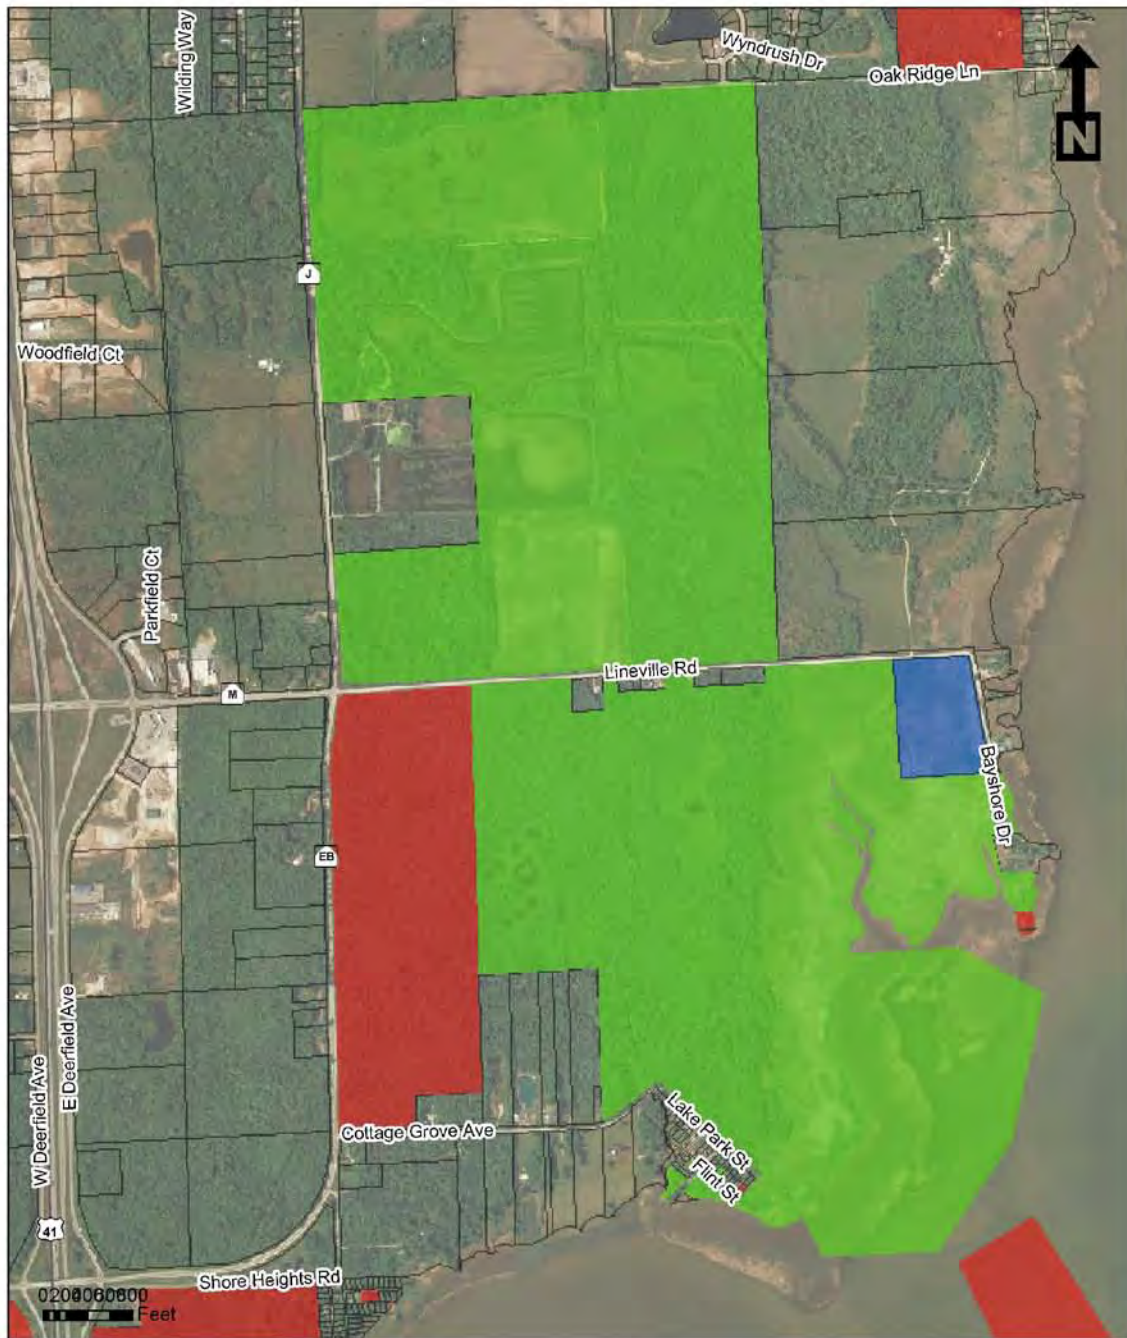 Wilding Way
Wyndrush Dr
Oak Ridge Ln
N
J
Woodfield Ct
Parkfield Ct
Lineville Rd
M
Bayshore Dr
EB
E Deerfield Ave
W Deerfield Ave
Cottage Grove Ave
Lake Park St
Flint St
41
Shore Heights Rd
Feet